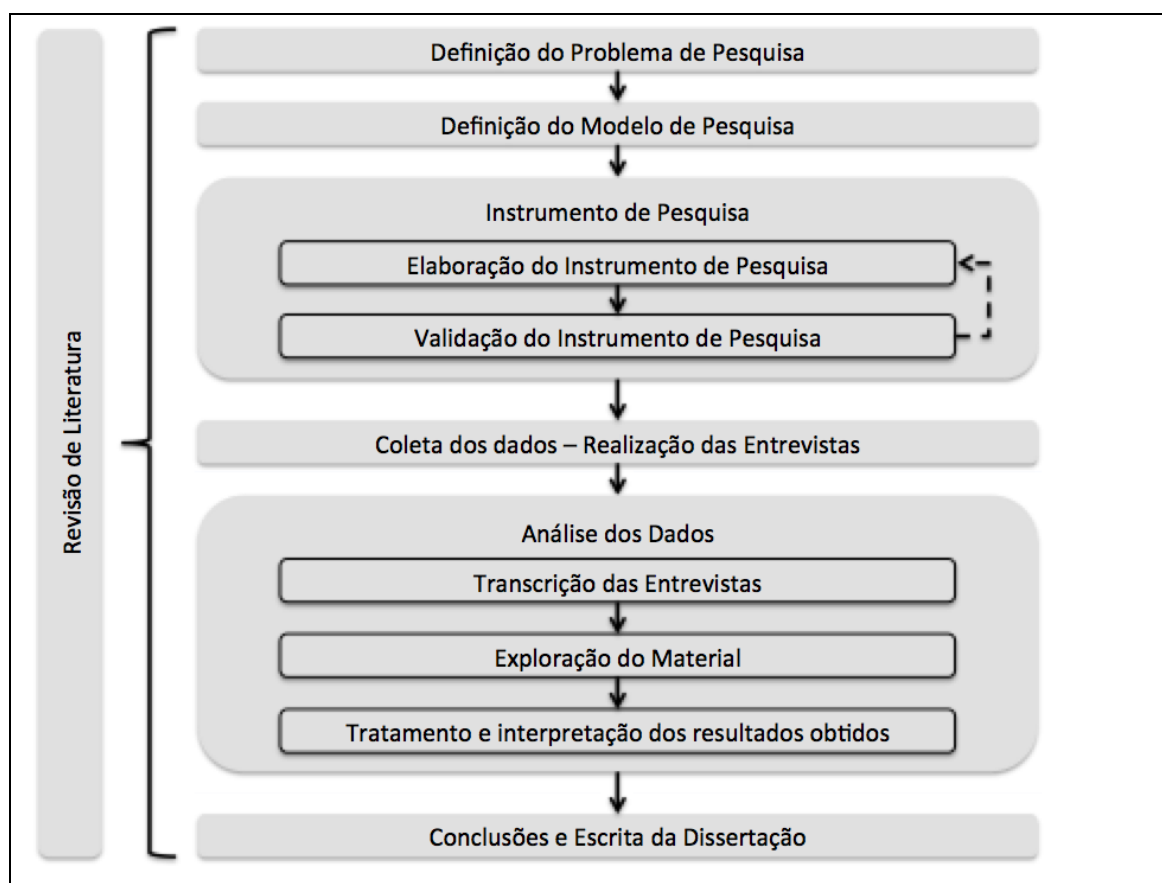 Revisão de Literatura
Definição do Problema de Pesquisa
Definição do Modelo de Pesquisa
Instrumento de Pesquisa
Elaboração do Instrumento de Pesquisa
Validação do Instrumento de Pesquisa
Coleta dos dados – Realização das Entrevistas
Análise dos Dados
Transcrição das Entrevistas
Exploração do Material
Tratamento e interpretação dos resultados obtidos
Conclusões e Escrita da Dissertação